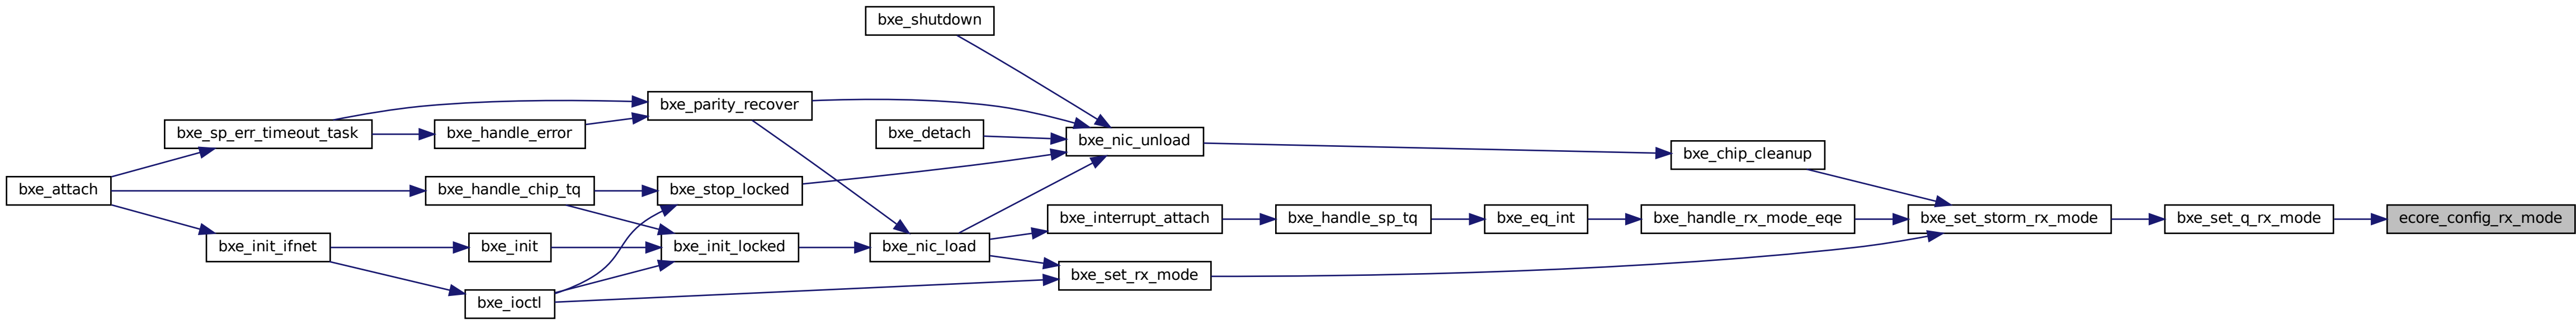 bxe_shutdown
bxe_parity_recover
bxe_sp_err_timeout_task
bxe_handle_error
bxe_detach
bxe_nic_unload
bxe_chip_cleanup
bxe_attach
bxe_handle_chip_tq
bxe_stop_locked
bxe_interrupt_attach
bxe_handle_sp_tq
bxe_eq_int
bxe_handle_rx_mode_eqe
bxe_set_storm_rx_mode
bxe_set_q_rx_mode
ecore_config_rx_mode
bxe_init_ifnet
bxe_init
bxe_init_locked
bxe_nic_load
bxe_set_rx_mode
bxe_ioctl